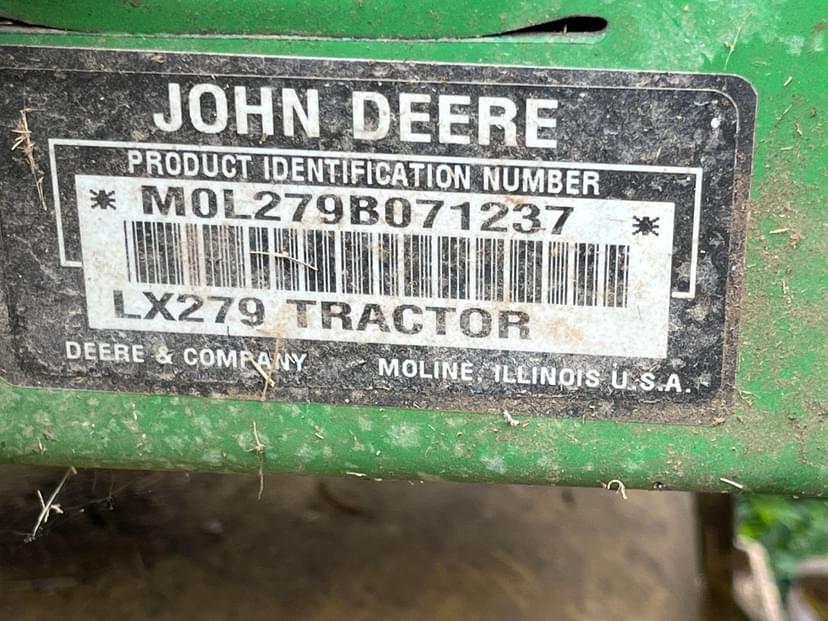 JOHN DEERE
PRODUCT IDENTIFICATION NUMBER
* M0L279B071237 *
LX279 TRACTOR
DEERE & COMPANY MOLINE, ILLINOIS U.S.A.